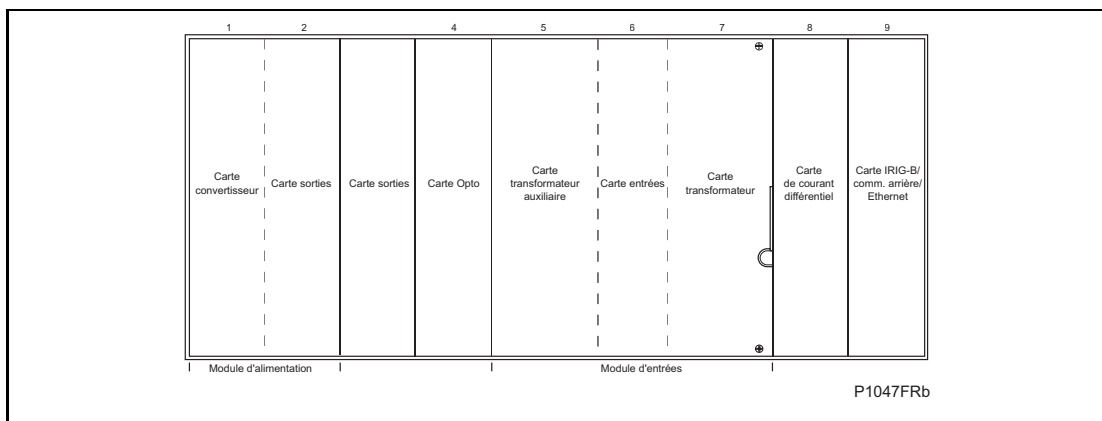 1 2 4 5 6 7 8 9
Carte
convertisseur
Carte sorties
Carte sorties
Carte Opto
Carte
transformateur
auxiliaire
Carte entrées
Carte
transformateur
Carte
de courant
différentiel
Carte IRIG-B/
comm. arrière/
Ethernet
Module d'alimentation
Module d'entrées
P1047FRb